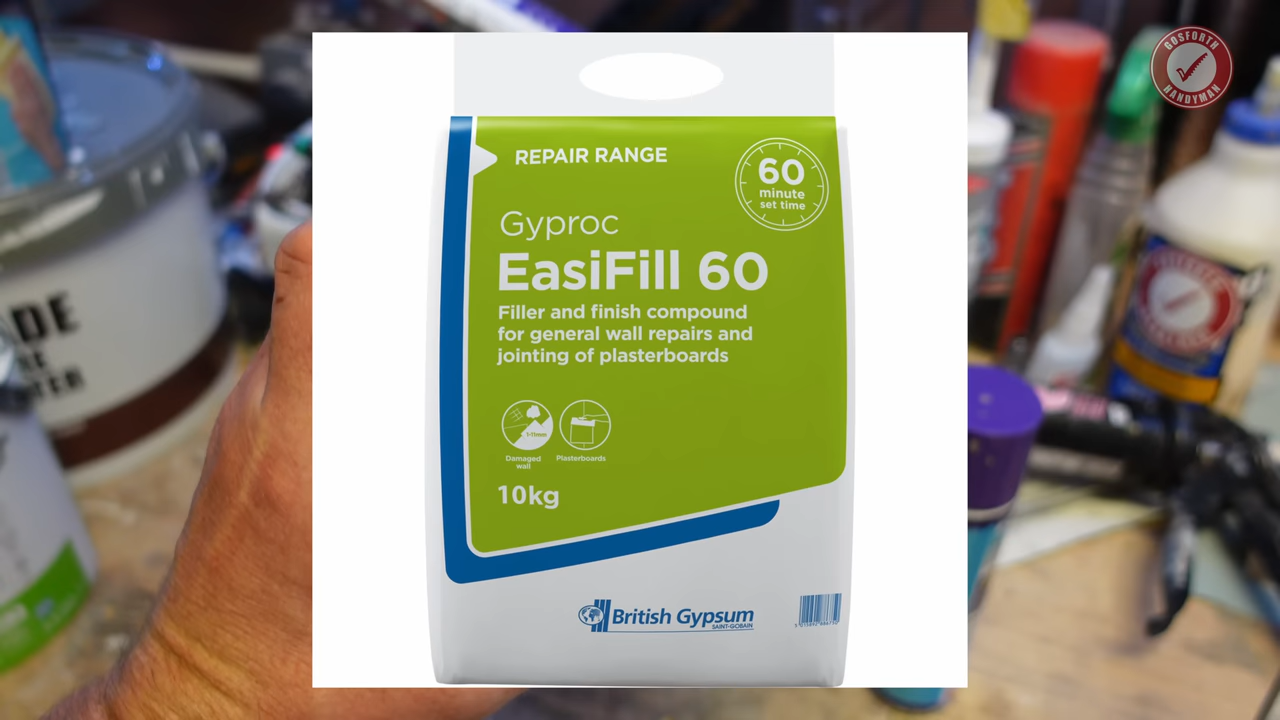 GOSFORTH
HANDYMAN
REPAIR RANGE
60
minute
set time
Gyproc
EasiFill 60
Filler and finish compound
for general wall repairs and
jointing of plasterboards
Damaged
wall
Plasterboards
10kg
British Gypsum
SAINT-GOBAIN
DE